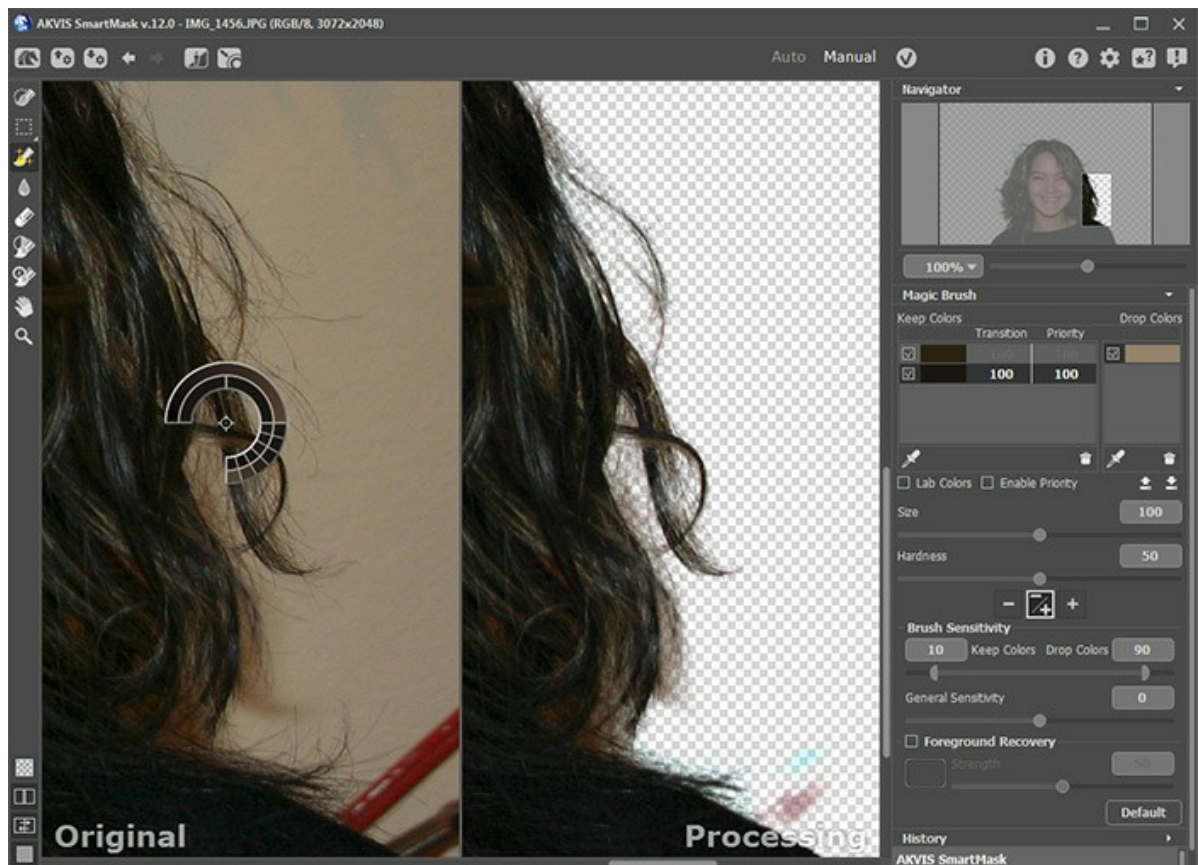 AKVIS SmartMask v.12.0 - IMG_1456.JPG (RGB/8, 3072x2048)
Auto Manual
Navigator
100%
Magic Brush
Keep Colors Drop Colors
Transition Priority
100 100
100 100
Lab Colors Enable Priority
Size 100
Hardness 50
Brush Sensitivity
10 Keep Colors Drop Colors 90
General Sensitivity 0
Foreground Recovery
Strength 50
Default
History
AKVIS SmartMask
Original
Processing